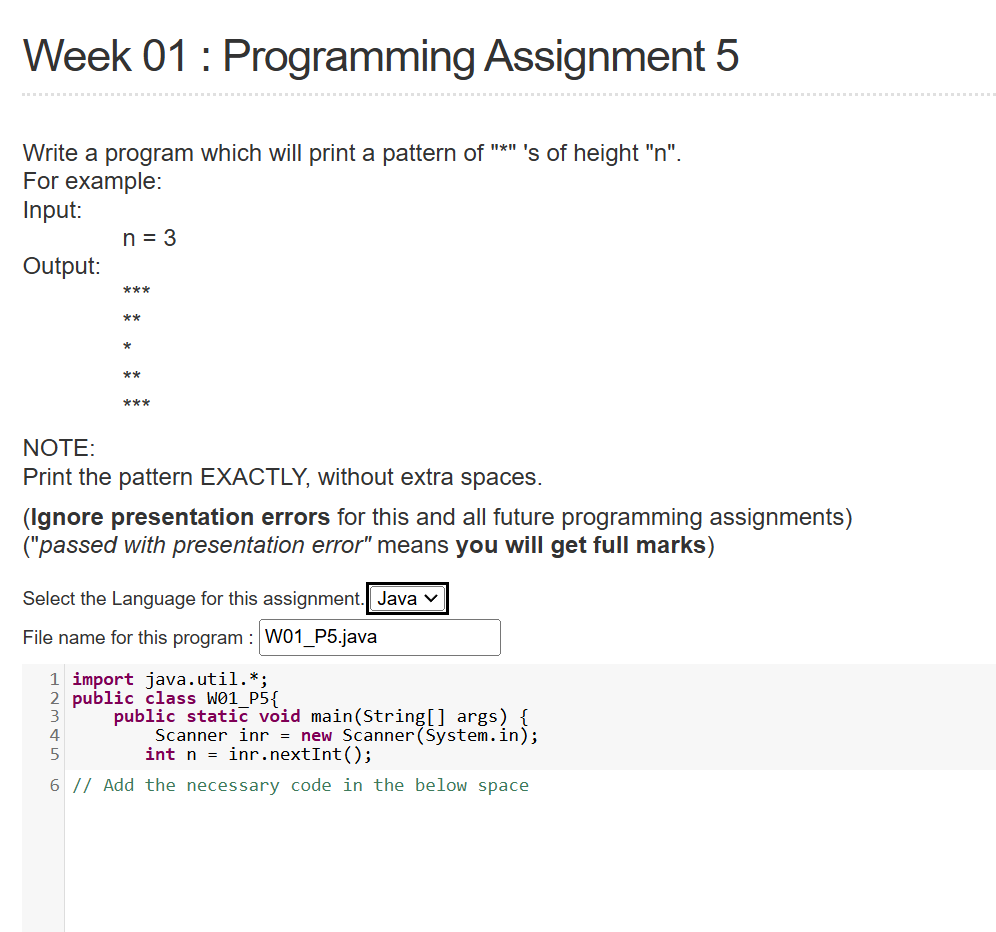 Week 01 : Programming Assignment 5
Write a program which will print a pattern of "*" 's of height "n".
For example:
Input:
n = 3
Output:
***
**
*
**
***
NOTE:
Print the pattern EXACTLY, without extra spaces.
(Ignore presentation errors for this and all future programming assignments)
("passed with presentation error" means you will get full marks)
Select the Language for this assignment. Java
File name for this program : W01_P5.java
1 import java.util.*;
2 public class W01_P5{
3     public static void main(String[] args) {
4         Scanner inr = new Scanner(System.in);
5        int n = inr.nextInt();
6 // Add the necessary code in the below space